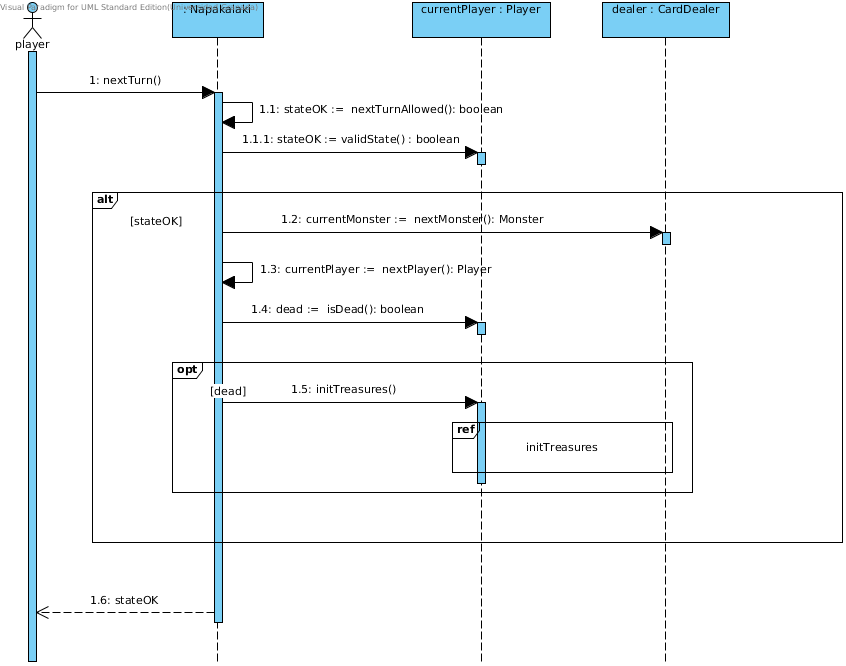 Visual Paradigm for UML Standard Edition(
: Napakalaki
currentPlayer : Player
dealer : CardDealer
player
1: nextTurn()
1.1: stateOK := nextTurnAllowed(): boolean
1.1.1: stateOK := validState() : boolean
alt
[stateOK]
1.2: currentMonster := nextMonster(): Monster
1.3: currentPlayer := nextPlayer(): Player
1.4: dead := isDead(): boolean
opt
[dead]
1.5: initTreasures()
ref
initTreasures
1.6: stateOK